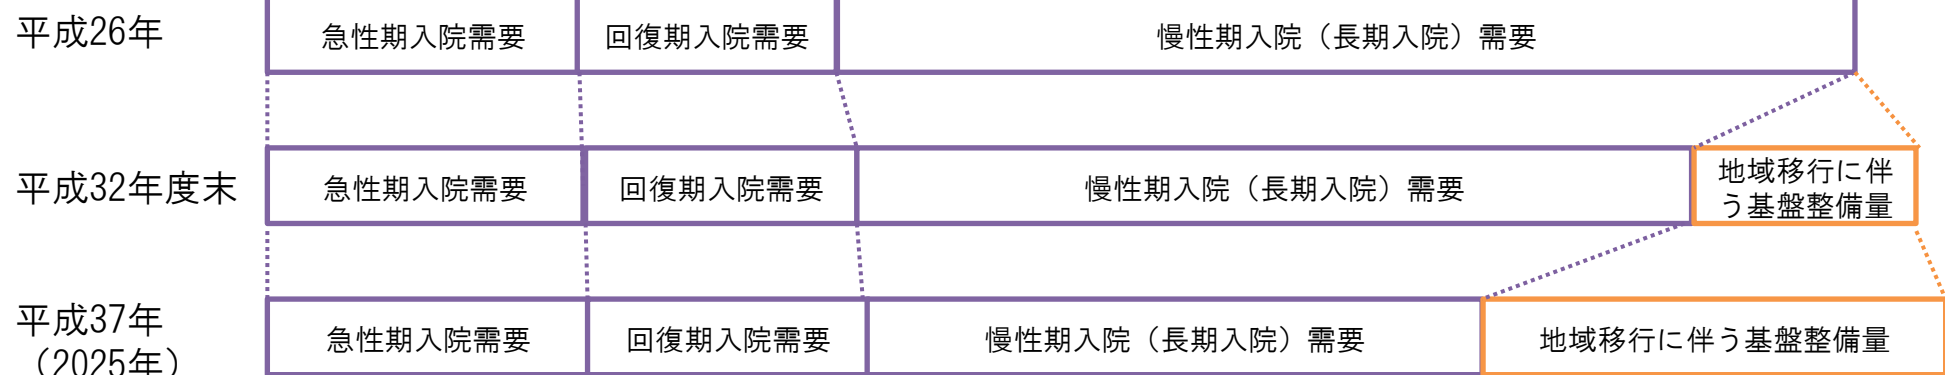 平成26年
急性期入院需要
回復期入院需要
慢性期入院（長期入院）需要
平成32年度末
急性期入院需要
回復期入院需要
慢性期入院（長期入院）需要
地域移行に伴
う基盤整備量
平成37年
（2025年）
急性期入院需要
回復期入院需要
慢性期入院（長期入院）需要
地域移行に伴う基盤整備量